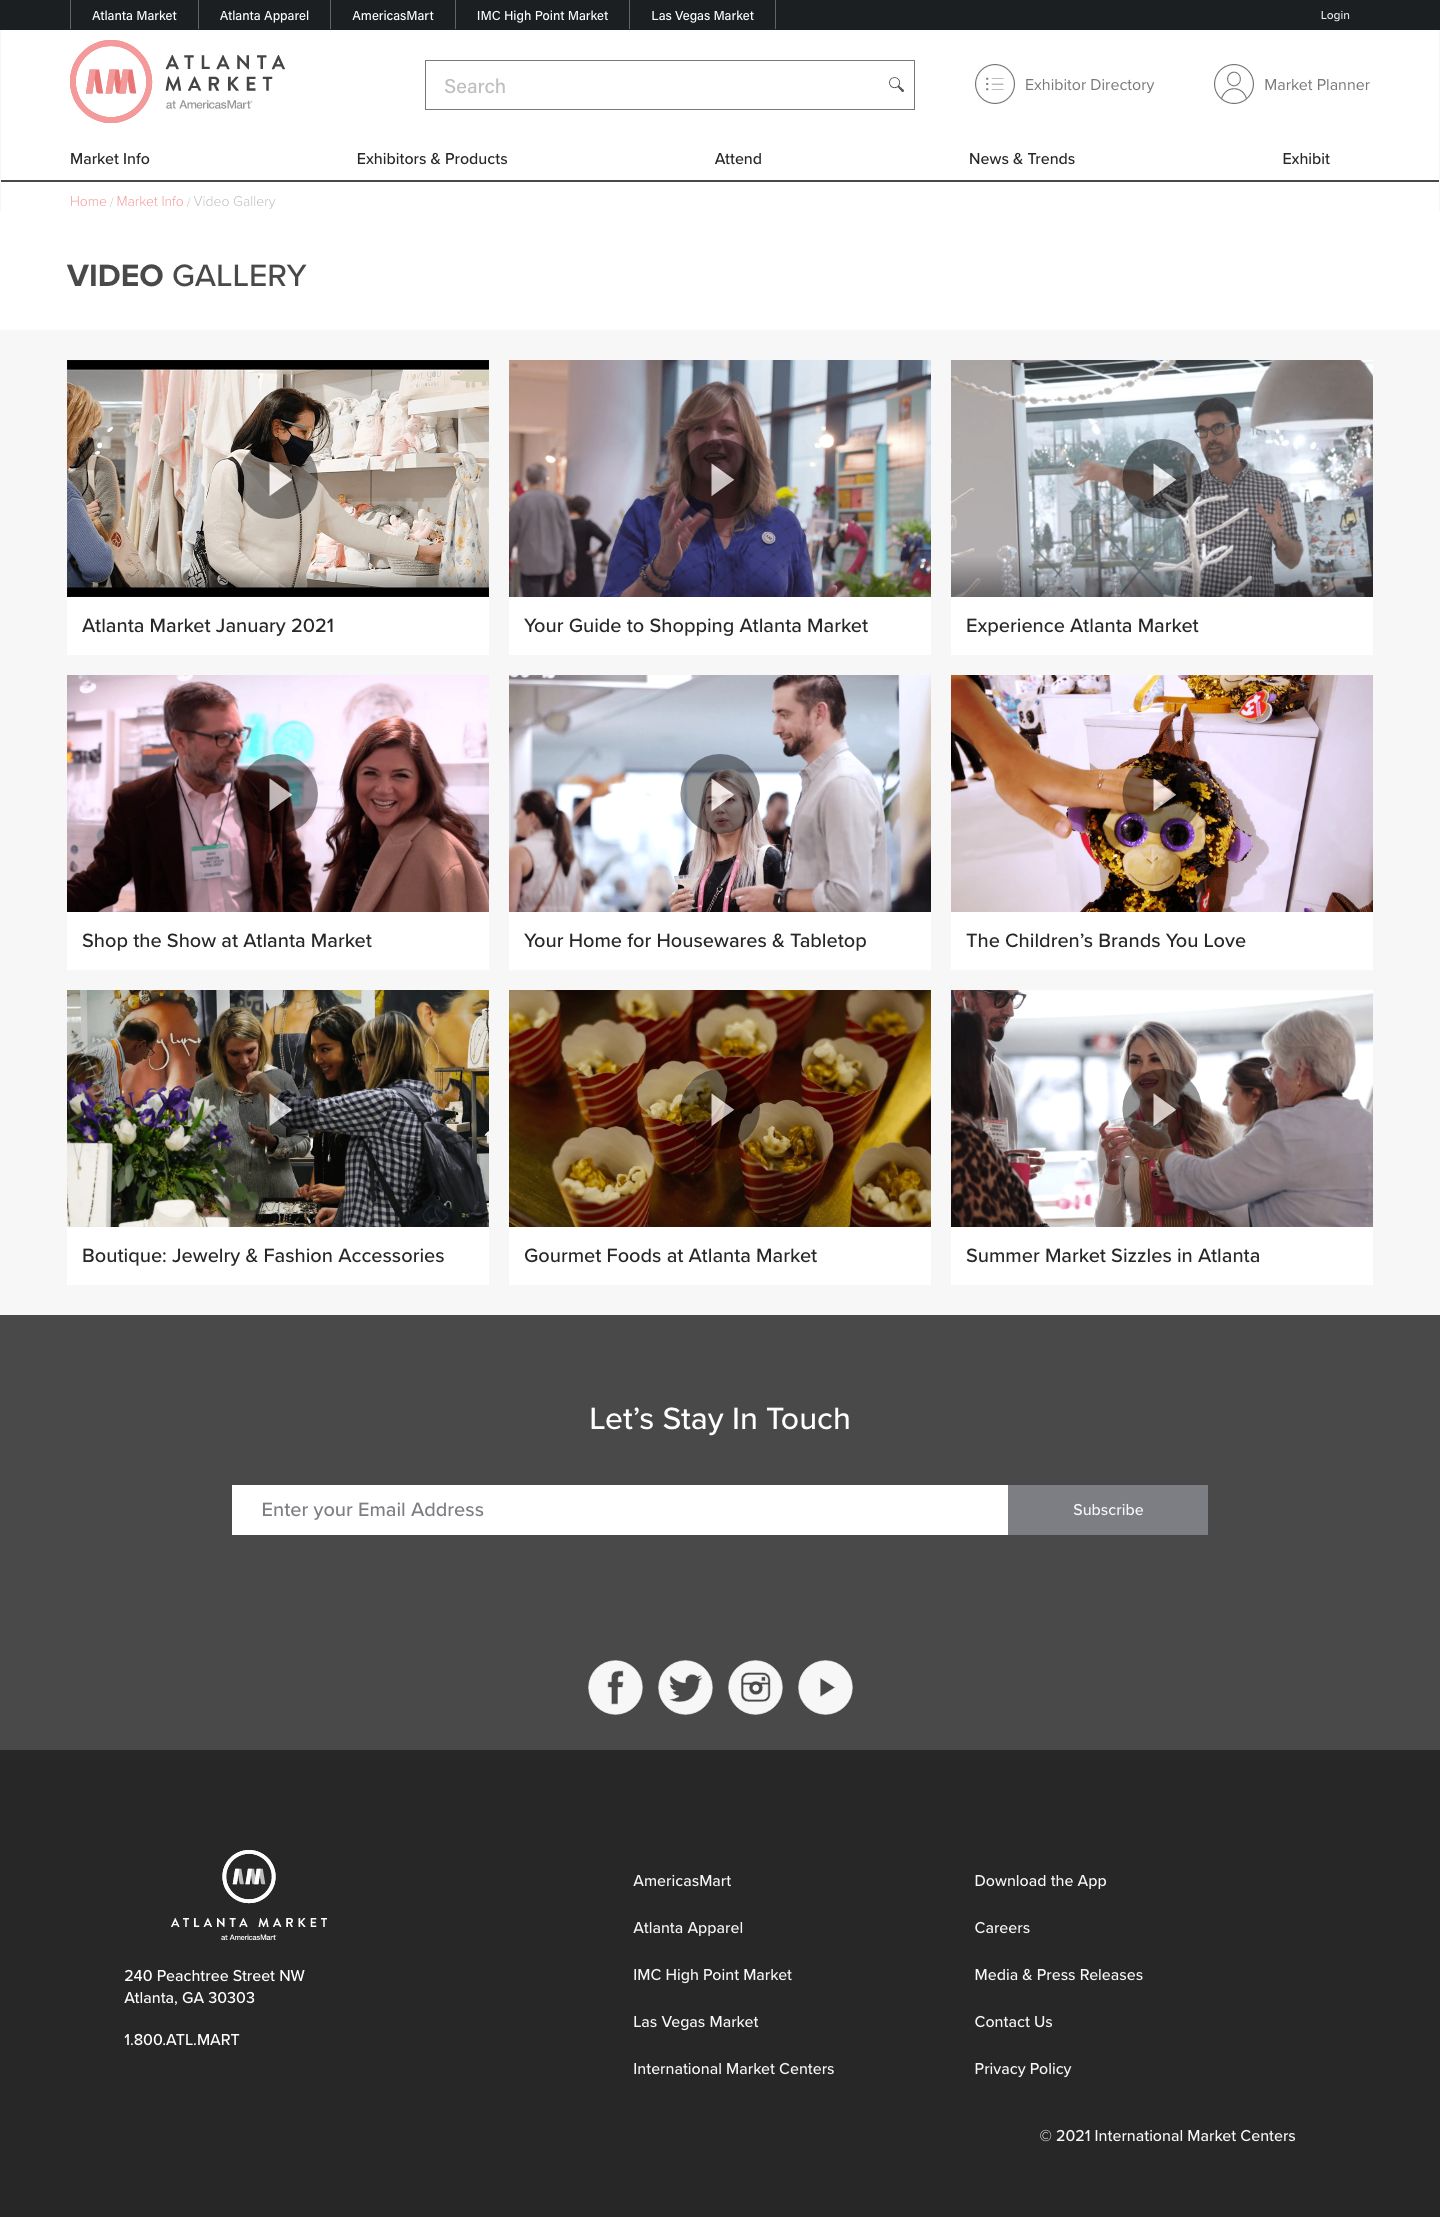 Atlanta Market
Atlanta Apparel
AmericasMart
IMC High Point Market
Las Vegas Market
Login
AM
ATLANTA
MARKET
at AmericasMart
Search
Exhibitor Directory
Market Planner
Market Info
Exhibitors & Products
Attend
News & Trends
Exhibit
Home / Market Info / Video Gallery
VIDEO GALLERY
Atlanta Market January 2021
Your Guide to Shopping Atlanta Market
Experience Atlanta Market
ty
Shop the Show at Atlanta Market
Your Home for Housewares & Tabletop
The Children’s Brands You Love
Boutique: Jewelry & Fashion Accessories
Gourmet Foods at Atlanta Market
Summer Market Sizzles in Atlanta
Let’s Stay In Touch
Enter your Email Address
Subscribe
AM
ATLANTA MARKET
at AmericasMart
240 Peachtree Street NW
Atlanta, GA 30303
1.800.ATL.MART
AmericasMart
Atlanta Apparel
IMC High Point Market
Las Vegas Market
International Market Centers
Download the App
Careers
Media & Press Releases
Contact Us
Privacy Policy
© 2021 International Market Centers